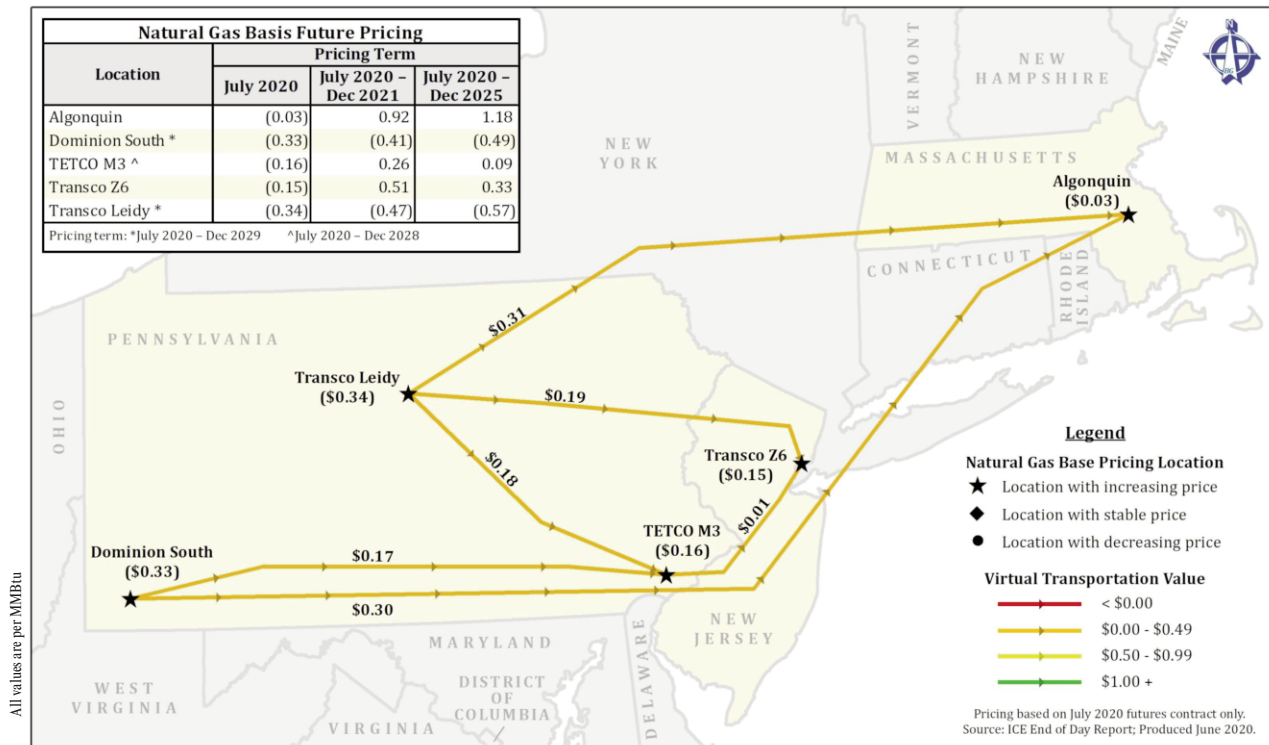 Natural Gas Basis Future Pricing
Location
Pricing Term
July 2020
July 2020 –
Dec 2021
July 2020 –
Dec 2025
Algonquin (0.03) 0.92 1.18
Dominion South * (0.33) (0.41) (0.49)
TETCO M3 ^ (0.16) 0.26 0.09
Transco Z6 (0.15) 0.51 0.33
Transco Leidy * (0.34) (0.47) (0.57)
Pricing term: *July 2020 – Dec 2029 ^July 2020 – Dec 2028
N
VERMONT
NEW
HAMPSHIRE
MAINE
NEW
YORK
MASSACHUSETTS
Algonquin
($0.03)
CONNECTICUT
RHODE
ISLAND
PENNSYLVANIA
$0.31
Transco Leidy
($0.34)
$0.19
OHIO
$0.18
Transco Z6
($0.15)
$0.01
TETCO M3
($0.16)
Dominion South
($0.33)
$0.17
$0.30
NEW
JERSEY
MARYLAND
DELAWARE
WEST
VIRGINIA
DISTRICT
OF
COLUMBIA
VIRGINIA
Legend
Natural Gas Base Pricing Location
Location with increasing price
Location with stable price
Location with decreasing price
Virtual Transportation Value
< $0.00
$0.00 - $0.49
$0.50 - $0.99
$1.00 +
Pricing based on July 2020 futures contract only.
Source: ICE End of Day Report; Produced June 2020.
All values are per MMBtu